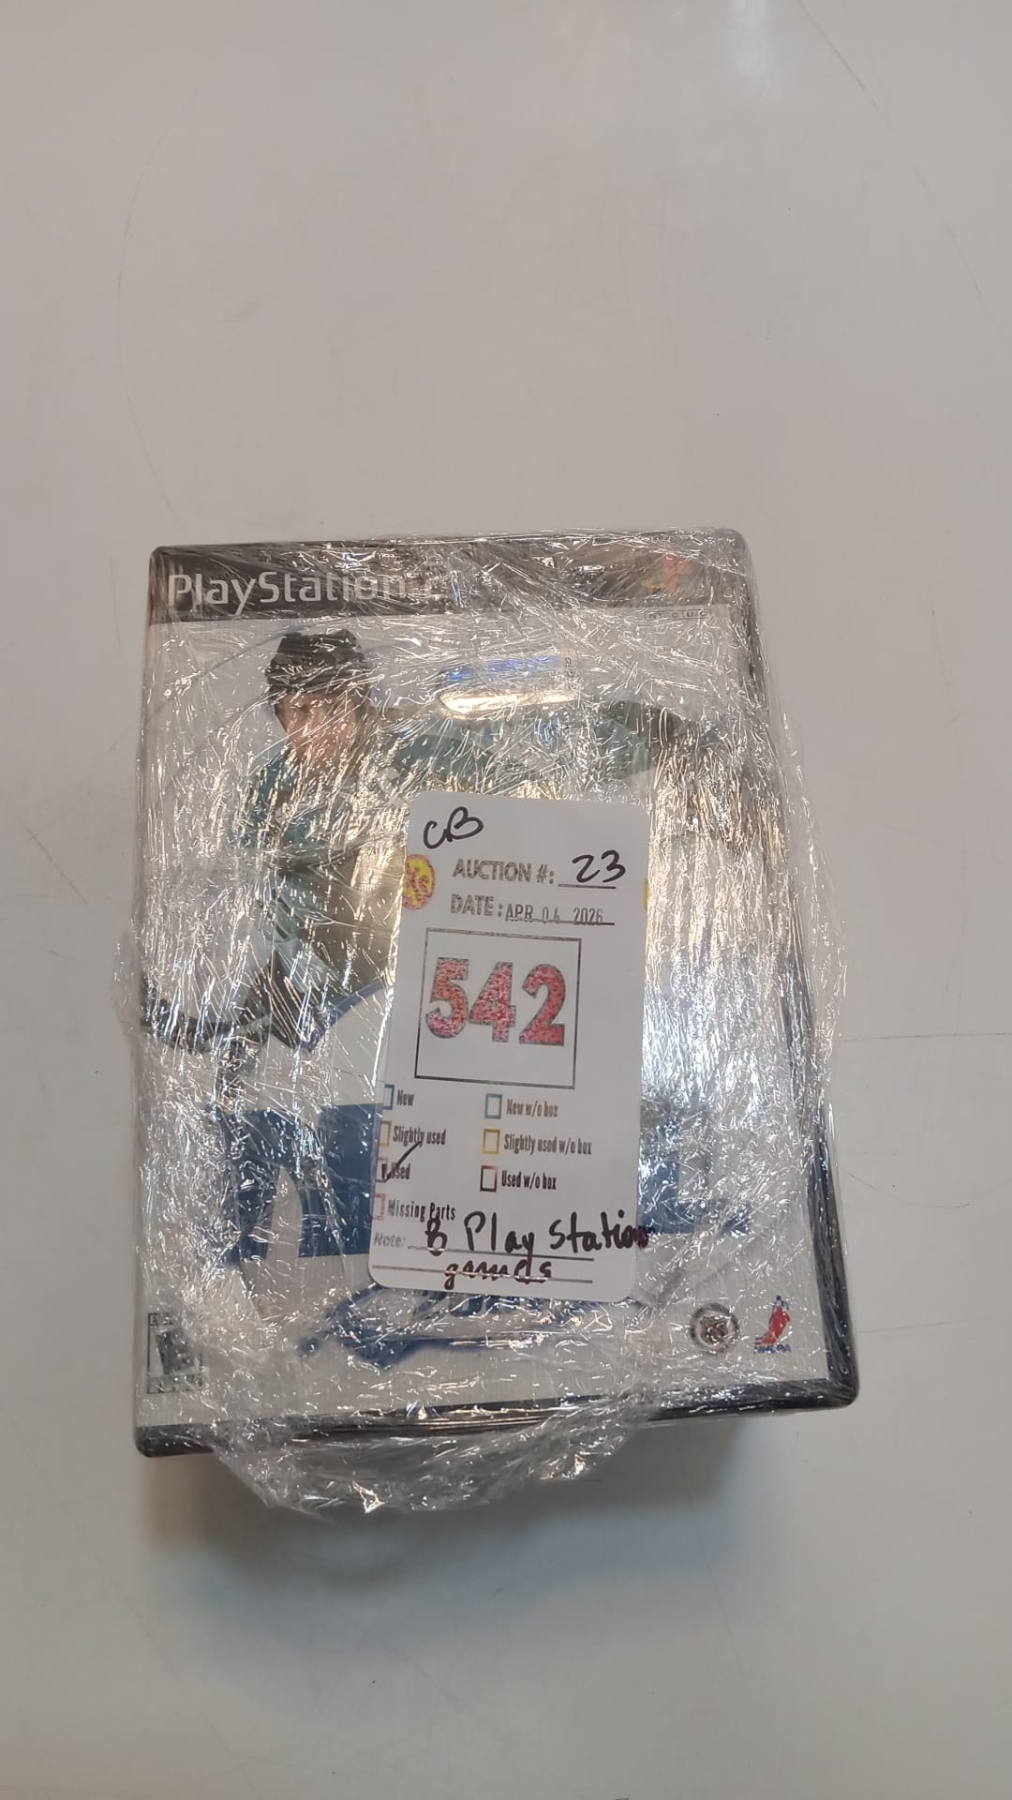 PlayStation
CB
AUCTION #: 23
DATE: APR 04 2026
542
New
New w/o box
Slightly used
Slightly used w/o box
Used
Used w/o box
Missing Parts
Note: 8 Play Station
games